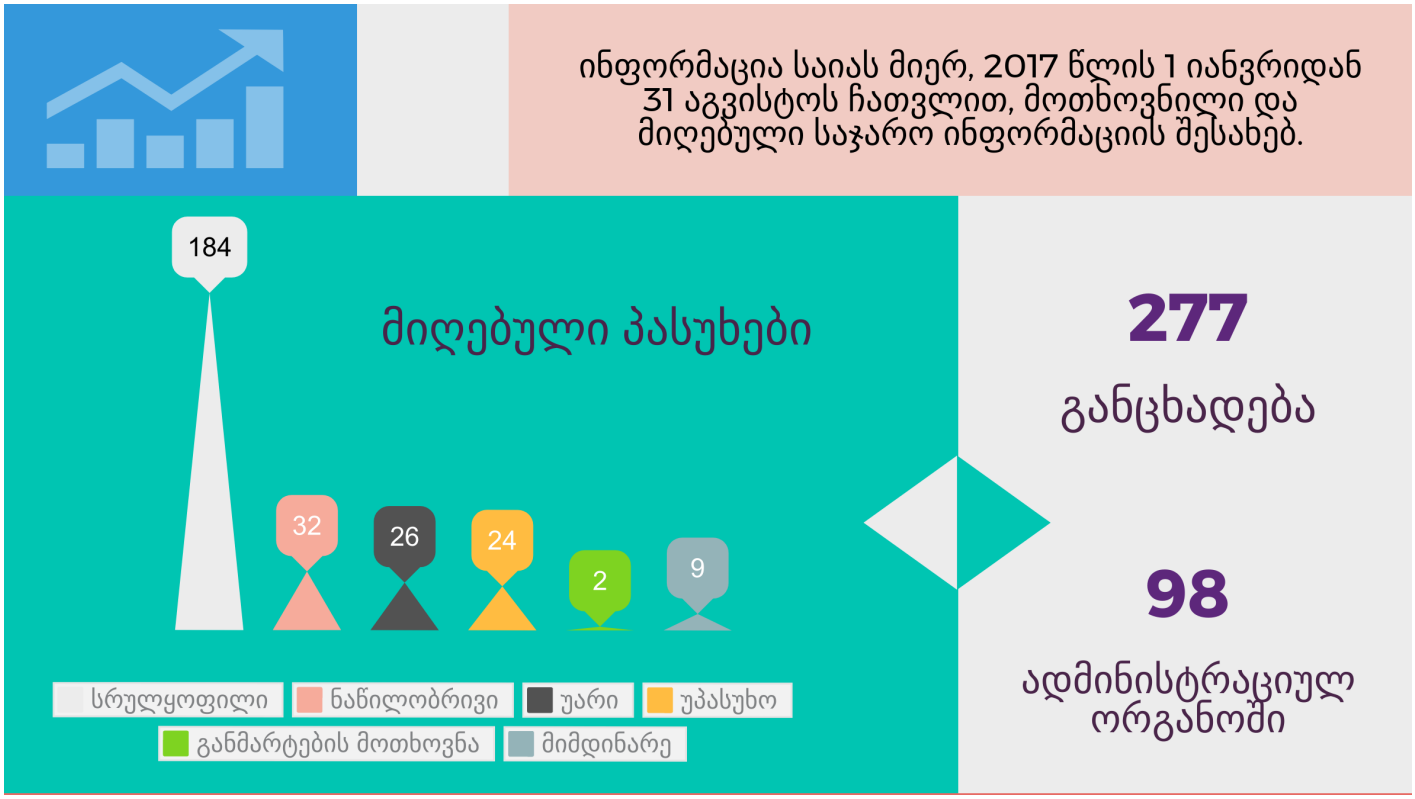 ინფორმაცია საიას მიერ, 2017 წლის 1 იანვრიდან
31 აგვისტოს ჩათვლით, მოთხოვნილი და
მიღებული საჯარო ინფორმაციის შესახებ.
184
მიღებული პასუხები
32
26
24
2
9
სრულყოფილი
ნაწილობრივი
უარი
უპასუხო
განმარტების მოთხოვნა
მიმდინარე
277
განცხადება
98
ადმინისტრაციულ
ორგანოში